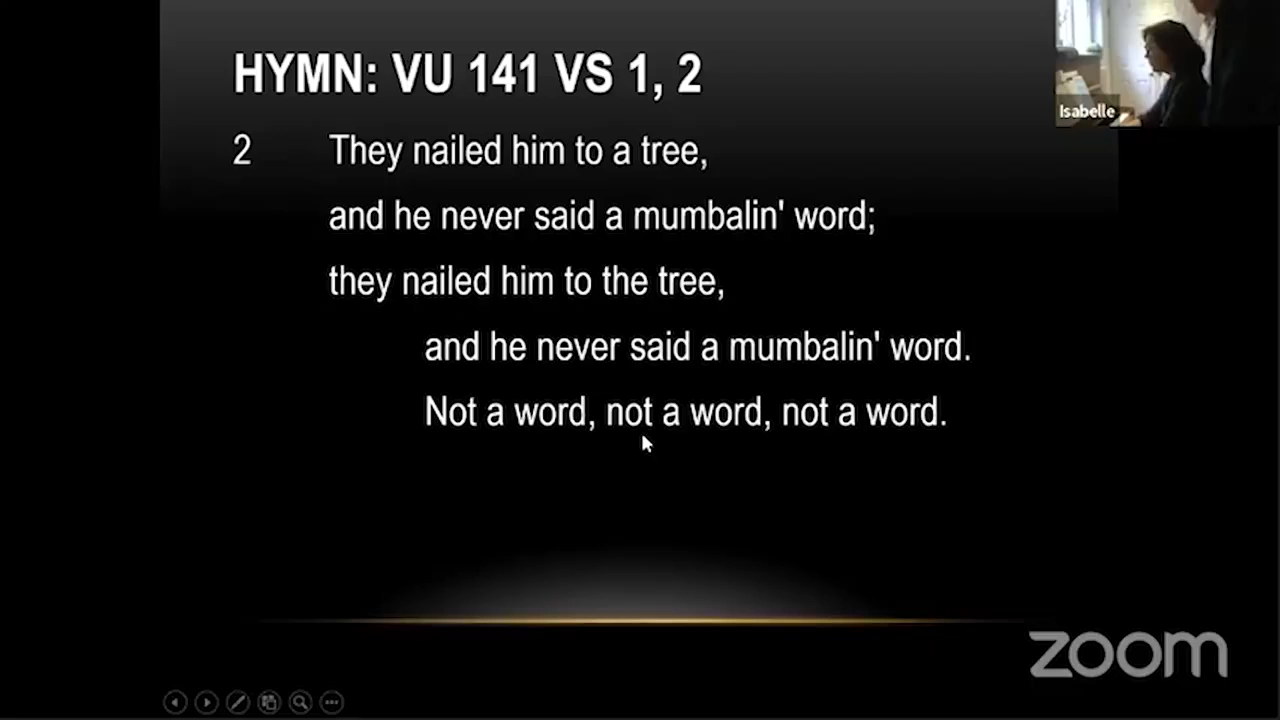 HYMN: VU 141 VS 1, 2
2 They nailed him to a tree,
and he never said a mumbalin' word;
they nailed him to the tree,
and he never said a mumbalin' word.
Not a word, not a word, not a word.
Isabelle
zoom